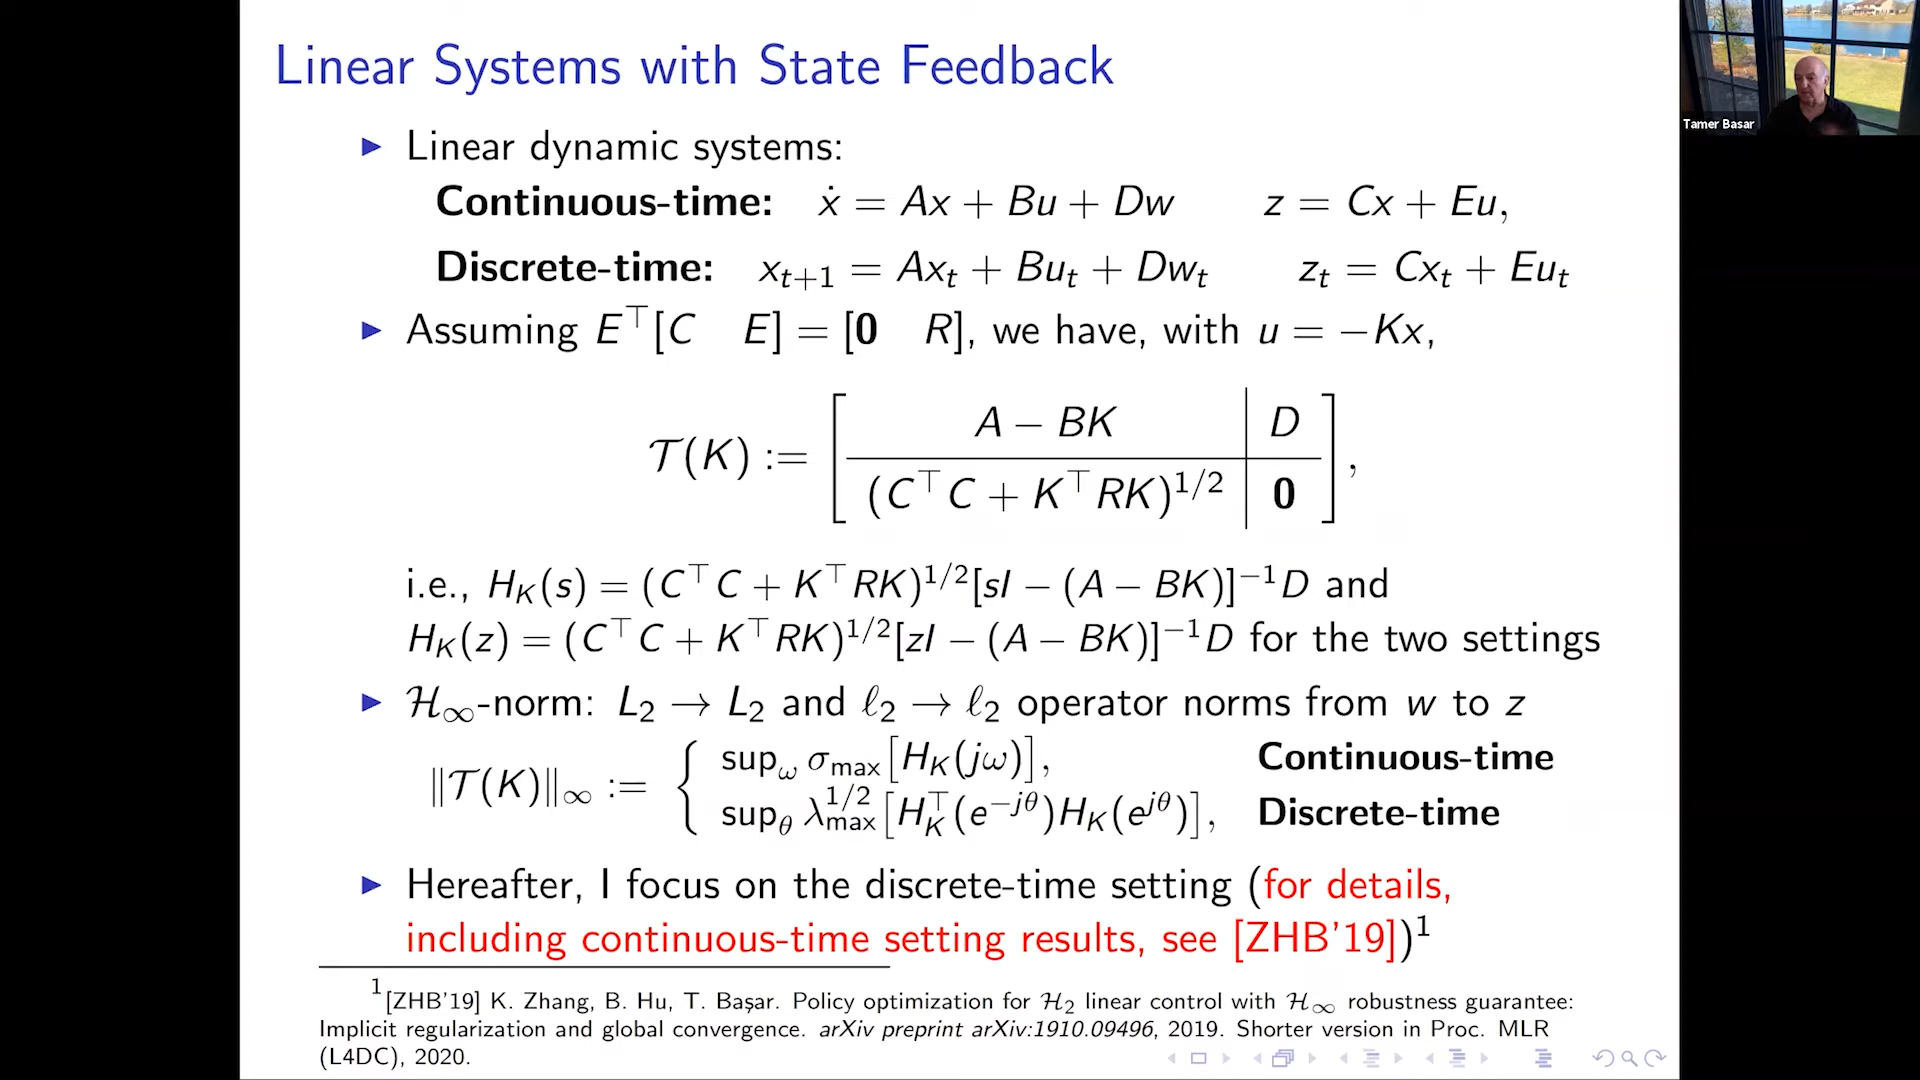 Linear Systems with State Feedback
Tamer Basar
▶ Linear dynamic systems:
Continuous-time: ẋ = Ax + Bu + Dw z = Cx + Eu,
Discrete-time: x_{t+1} = Ax_t + Bu_t + Dw_t z_t = Cx_t + Eu_t
▶ Assuming E^⊤[C E] = [0 R], we have, with u = −Kx,
𝒯(K) := [ A − BK | D
(C^⊤C + K^⊤RK)^{1/2} | 0 ],
i.e., H_K(s) = (C^⊤C + K^⊤RK)^{1/2}[sI − (A − BK)]^{−1}D and
H_K(z) = (C^⊤C + K^⊤RK)^{1/2}[zI − (A − BK)]^{−1}D for the two settings
▶ ℋ_∞-norm: L_2 → L_2 and ℓ_2 → ℓ_2 operator norms from w to z
‖𝒯(K)‖_∞ := { sup_ω σ_max[H_K(jω)], Continuous-time
sup_θ λ_max^{1/2}[H_K^⊤(e^{−jθ})H_K(e^{jθ})], Discrete-time
▶ Hereafter, I focus on the discrete-time setting (for details,
including continuous-time setting results, see [ZHB'19])^1
^1[ZHB'19] K. Zhang, B. Hu, T. Başar. Policy optimization for ℋ_2 linear control with ℋ_∞ robustness guarantee:
Implicit regularization and global convergence. arXiv preprint arXiv:1910.09496, 2019. Shorter version in Proc. MLR
(L4DC), 2020.